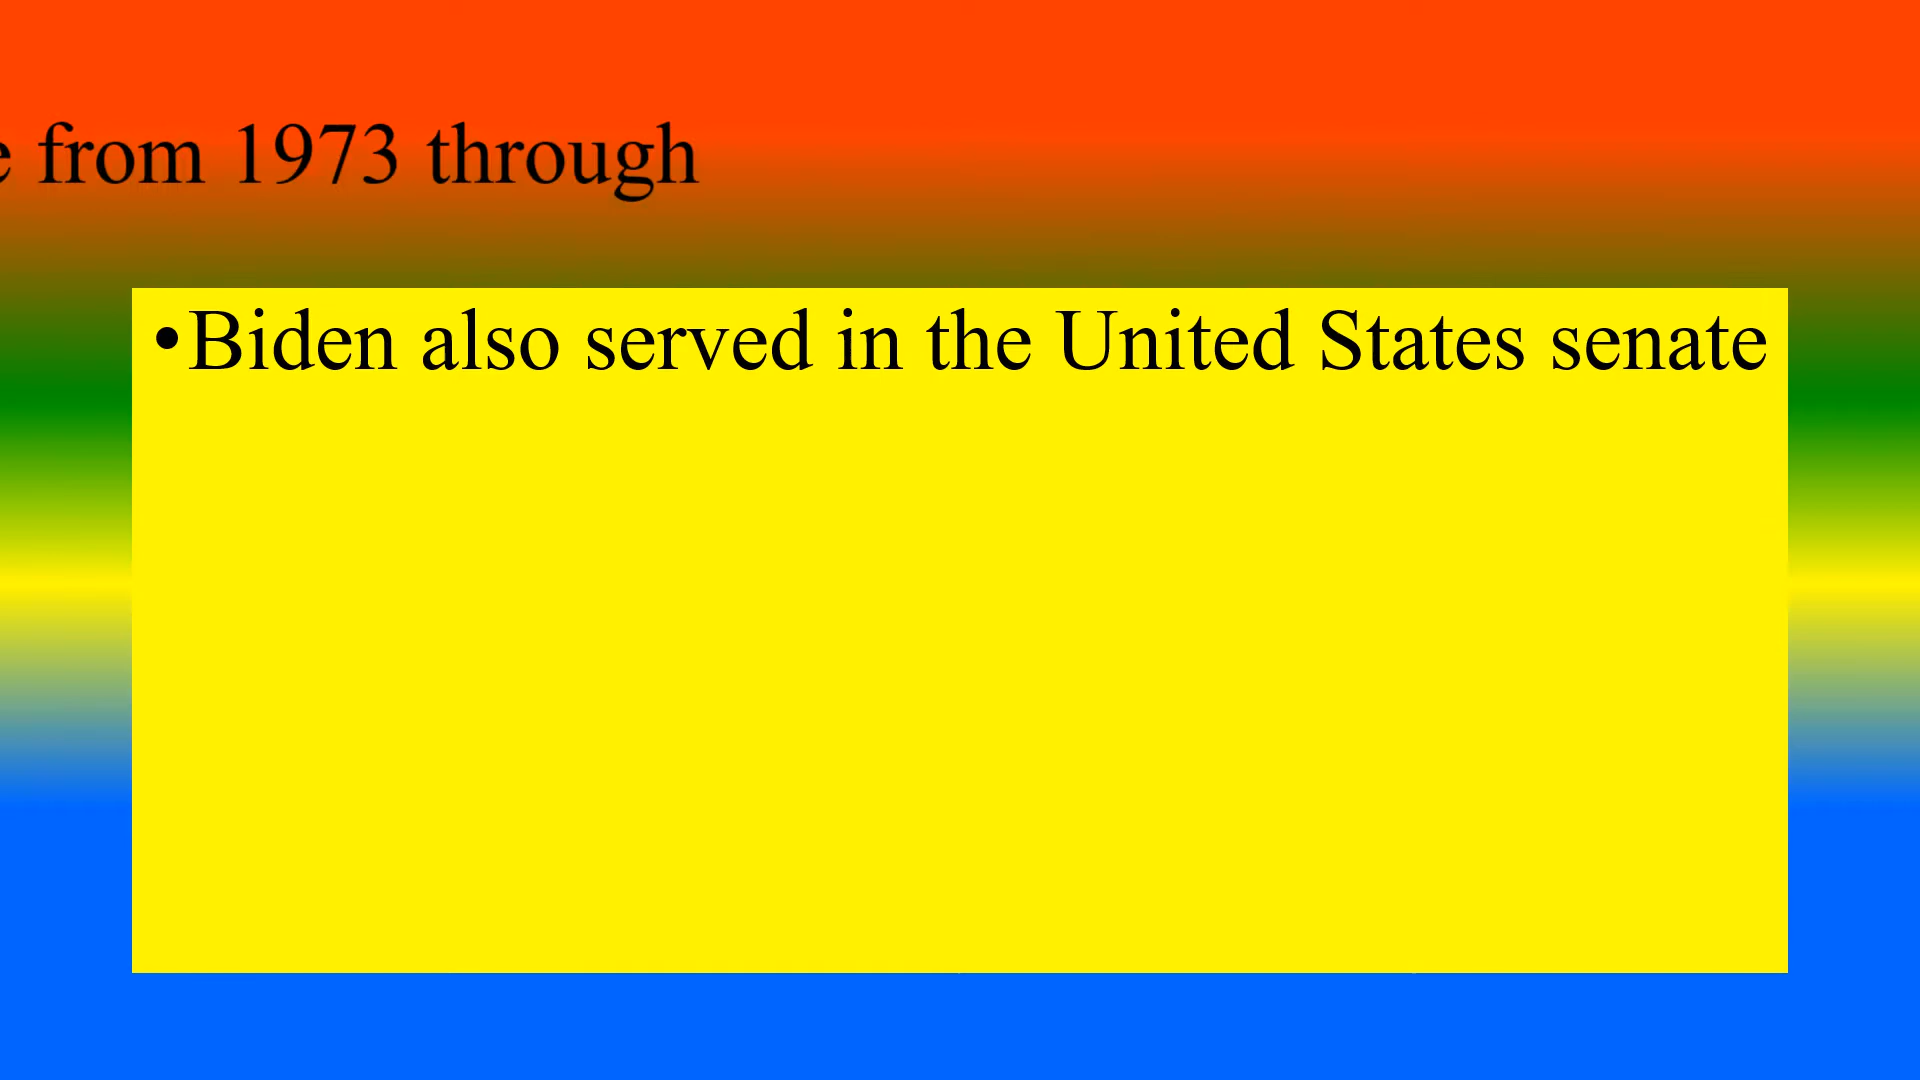 e from 1973 through
•Biden also served in the United States senate